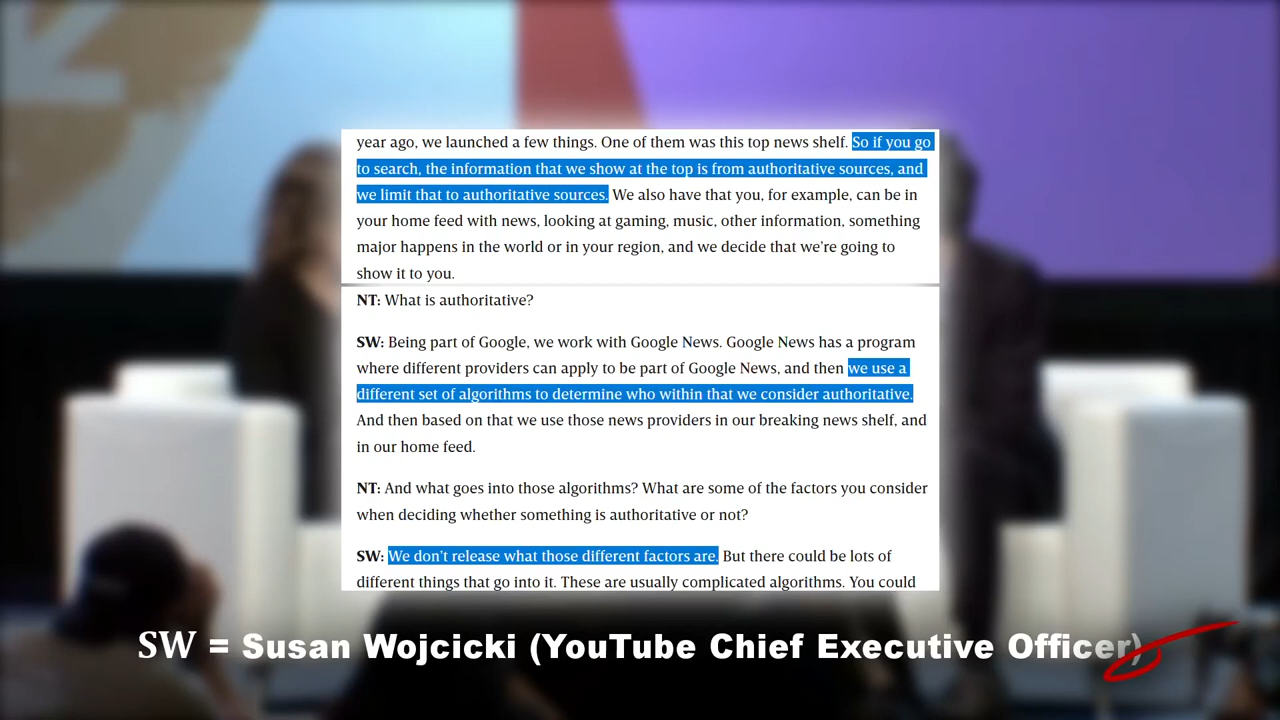 year ago, we launched a few things. One of them was this top news shelf. So if you go
to search, the information that we show at the top is from authoritative sources, and
we limit that to authoritative sources. We also have that you, for example, can be in
your home feed with news, looking at gaming, music, other information, something
major happens in the world or in your region, and we decide that we're going to
show it to you.
NT: What is authoritative?
SW: Being part of Google, we work with Google News. Google News has a program
where different providers can apply to be part of Google News, and then we use a
different set of algorithms to determine who within that we consider authoritative.
And then based on that we use those news providers in our breaking news shelf, and
in our home feed.
NT: And what goes into those algorithms? What are some of the factors you consider
when deciding whether something is authoritative or not?
SW: We don't release what those different factors are. But there could be lots of
different things that go into it. These are usually complicated algorithms. You could
SW = Susan Wojcicki (YouTube Chief Executive Officer)